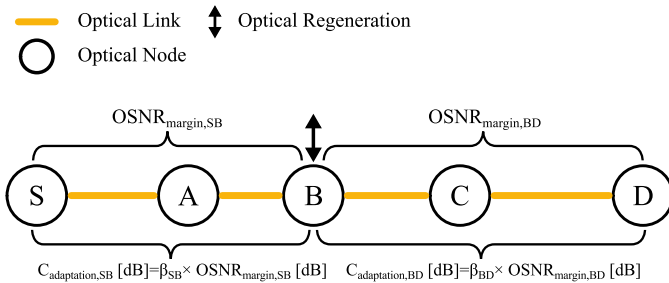 Optical Link Optical Regeneration
Optical Node
OSNRmargin,SB OSNRmargin,BD
S A B C D
Cadaptation,SB [dB]=βSB× OSNRmargin,SB [dB] Cadaptation,BD [dB]=βBD× OSNRmargin,BD [dB]